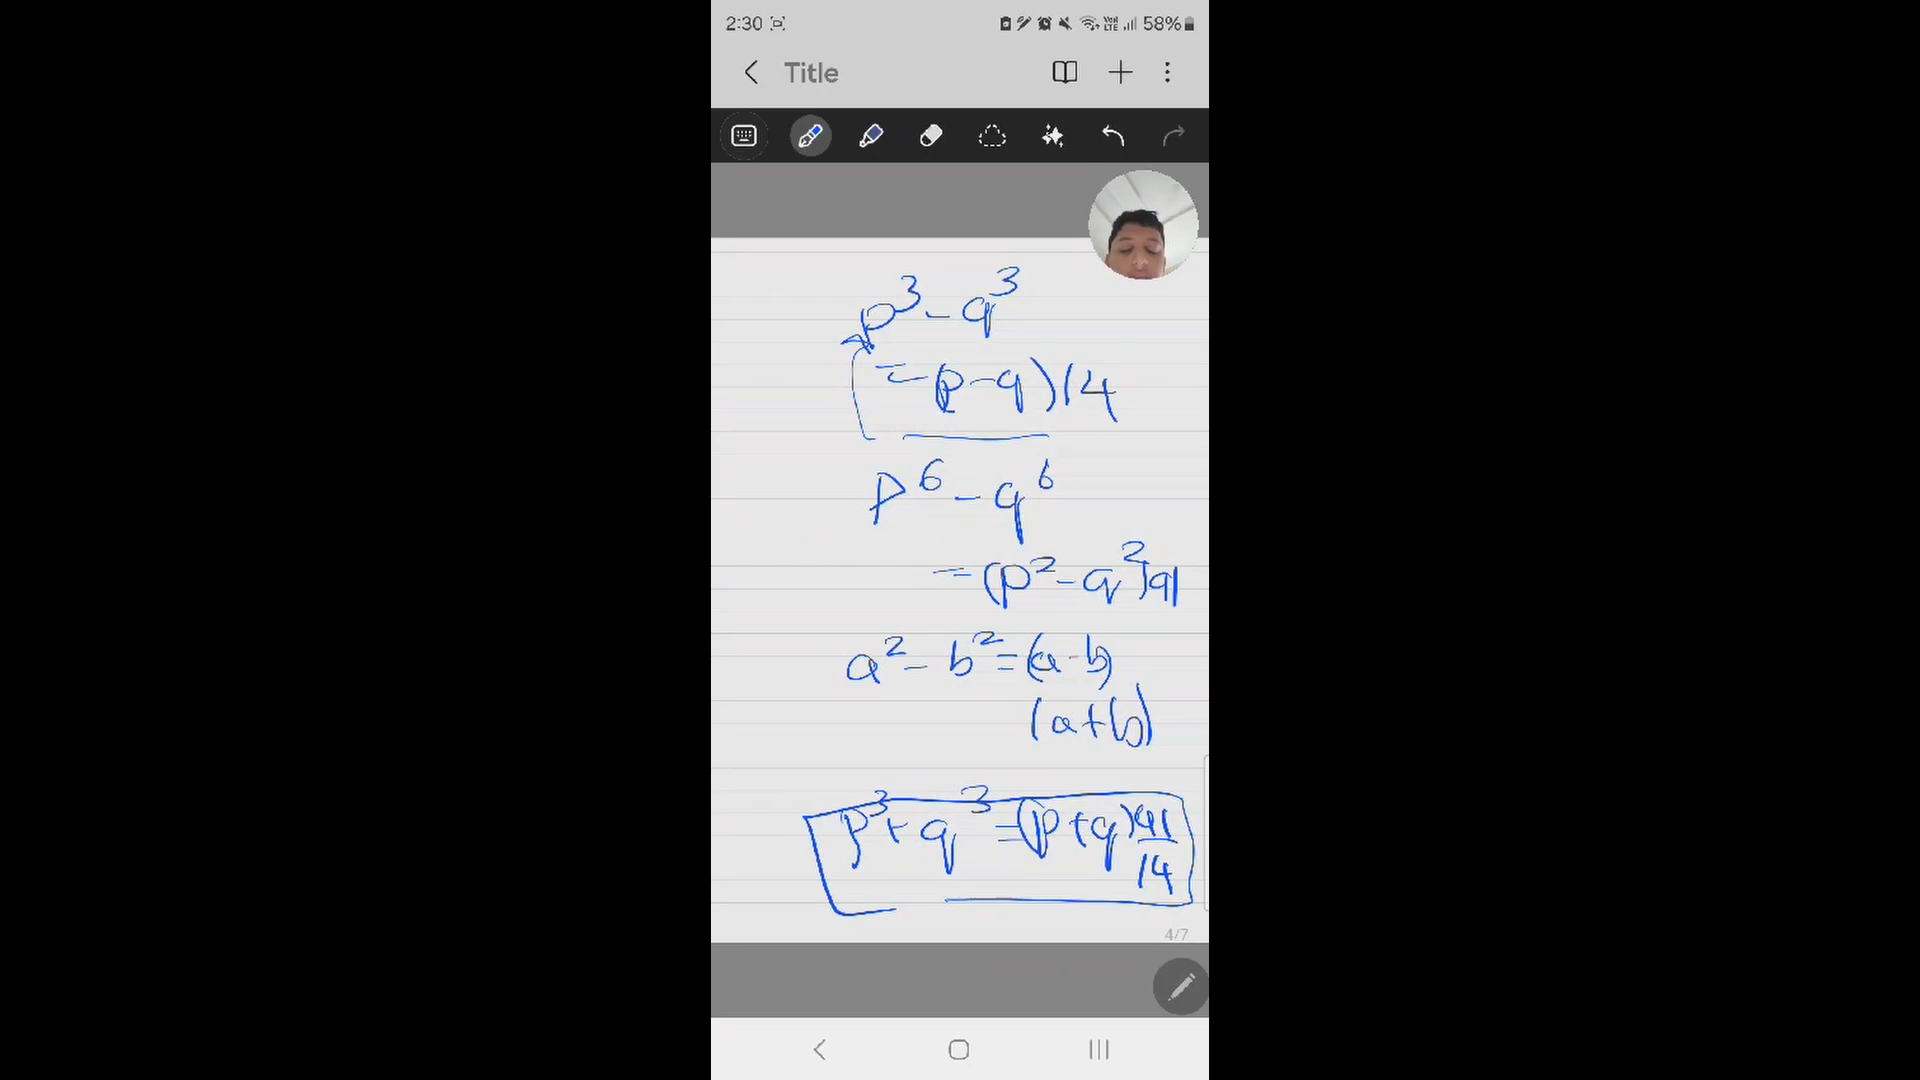 2:30 58%
Title
p³ - q³
= (p-q)14
p⁶ - q⁶
= (p² - q²)91
a² - b² = (a-b)
(a+b)
p³ + q³ = (p+q)91/14
4/7